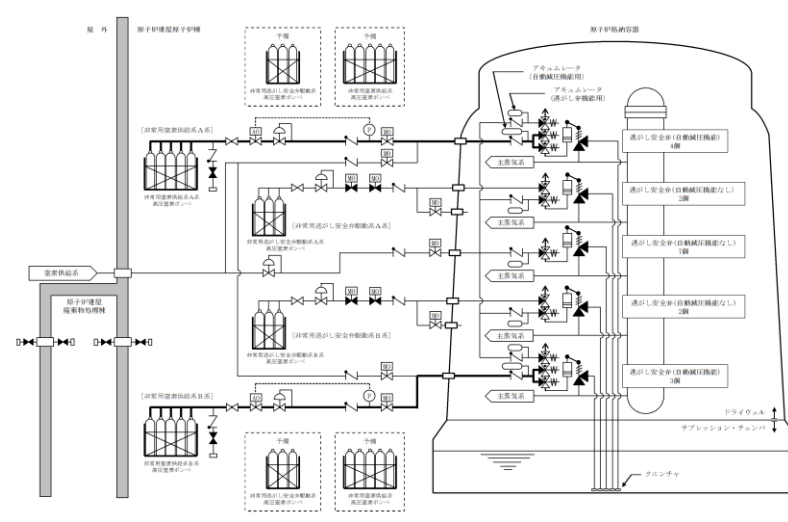 屋　外
原子炉建屋原子炉棟
予備
非常用逃がし安全弁駆動系
高圧窒素ボンベ
予備
非常用窒素供給系
高圧窒素ボンベ
原子炉格納容器
アキュムレータ
(自動減圧機能用)
アキュムレータ
(逃がし弁機能用)
[非常用窒素供給系A系]
AO
P
MO
MO
非常用窒素供給系A系
高圧窒素ボンベ
主蒸気系
逃がし安全弁(自動減圧機能)
4個
MO
MO
MO
[非常用逃がし安全弁駆動系A系]
非常用逃がし安全弁駆動系A系
高圧窒素ボンベ
主蒸気系
逃がし安全弁(自動減圧機能なし)
2個
窒素供給系
MO
主蒸気系
逃がし安全弁(自動減圧機能なし)
7個
原子炉建屋
廃棄物処理棟
MO
MO
MO
[非常用逃がし安全弁駆動系B系]
非常用逃がし安全弁駆動系B系
高圧窒素ボンベ
主蒸気系
逃がし安全弁(自動減圧機能なし)
2個
MO
[非常用窒素供給系B系]
AO
P
MO
非常用窒素供給系B系
高圧窒素ボンベ
主蒸気系
逃がし安全弁(自動減圧機能)
3個
ドライウェル
サプレッション・チェンバ
予備
非常用逃がし安全弁駆動系
高圧窒素ボンベ
予備
非常用窒素供給系
高圧窒素ボンベ
クエンチャ